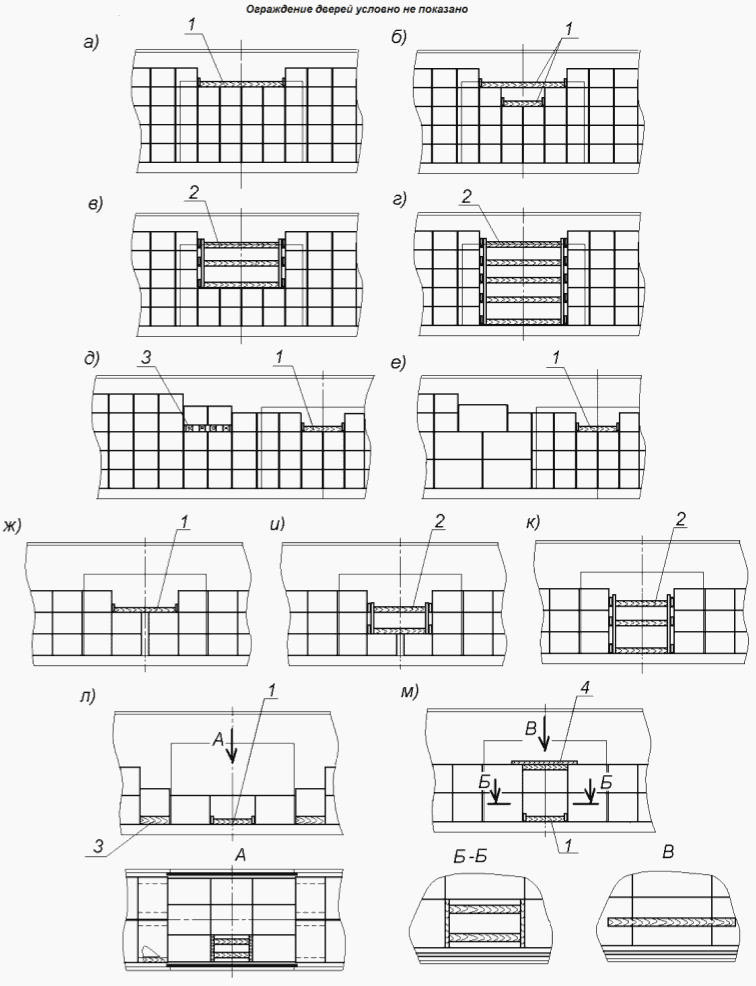 Ограждение дверей условно не показано
а) 1
б) 1
в) 2
г) 2
д) 3 1
е) 1
ж) 1
и) 2
к) 2
л) 1
А
3
м) 4
В
Б Б
1
А
Б-Б
В